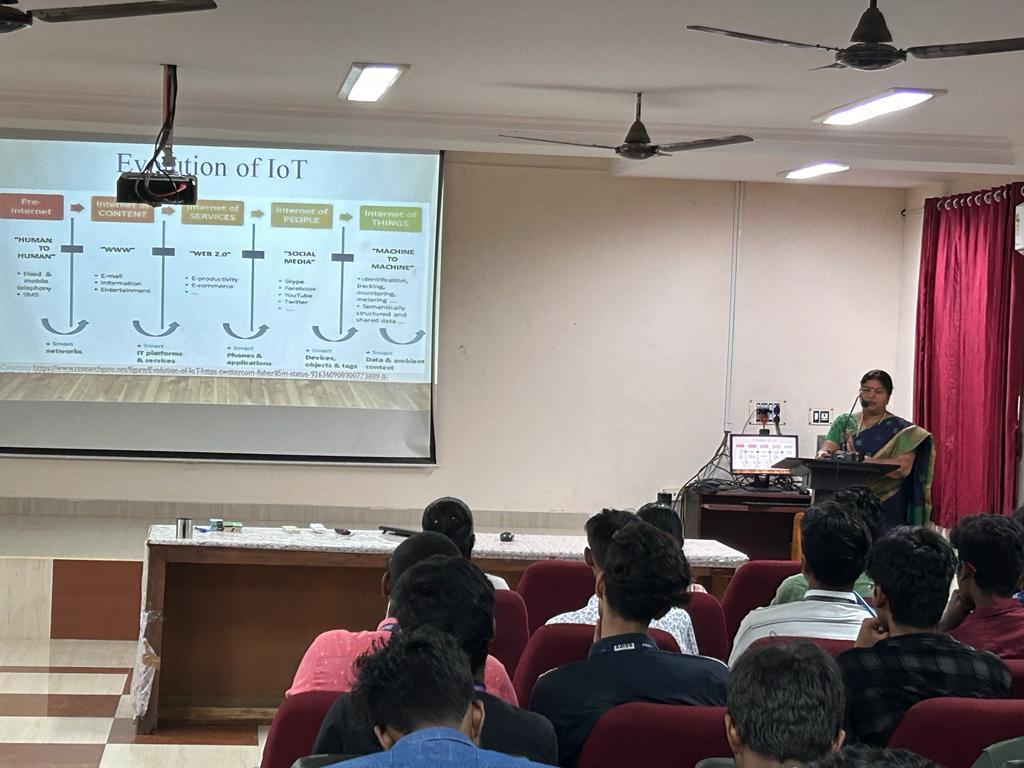 Evolution of IoT
Pre-Internet
Internet of CONTENT
Internet of SERVICES
Internet of PEOPLE
Internet of THINGS
"HUMAN TO HUMAN"
"WWW"
"WEB 2.0"
"SOCIAL MEDIA"
"MACHINE TO MACHINE"
• Fixed & mobile telephony
• SMS
• E-mail
• Information
• Entertainment
• E-productivity
• E-commerce
• ....
• Skype
• Facebook
• YouTube
• Twitter
• ....
• Identification, tracking, monitoring, metering ....
• Semantically structured and shared data ...
• Smart networks
• Smart IT platforms & services
• Smart Phones & applications
• Smart Devices, objects & tags
• Smart Data & ambient context